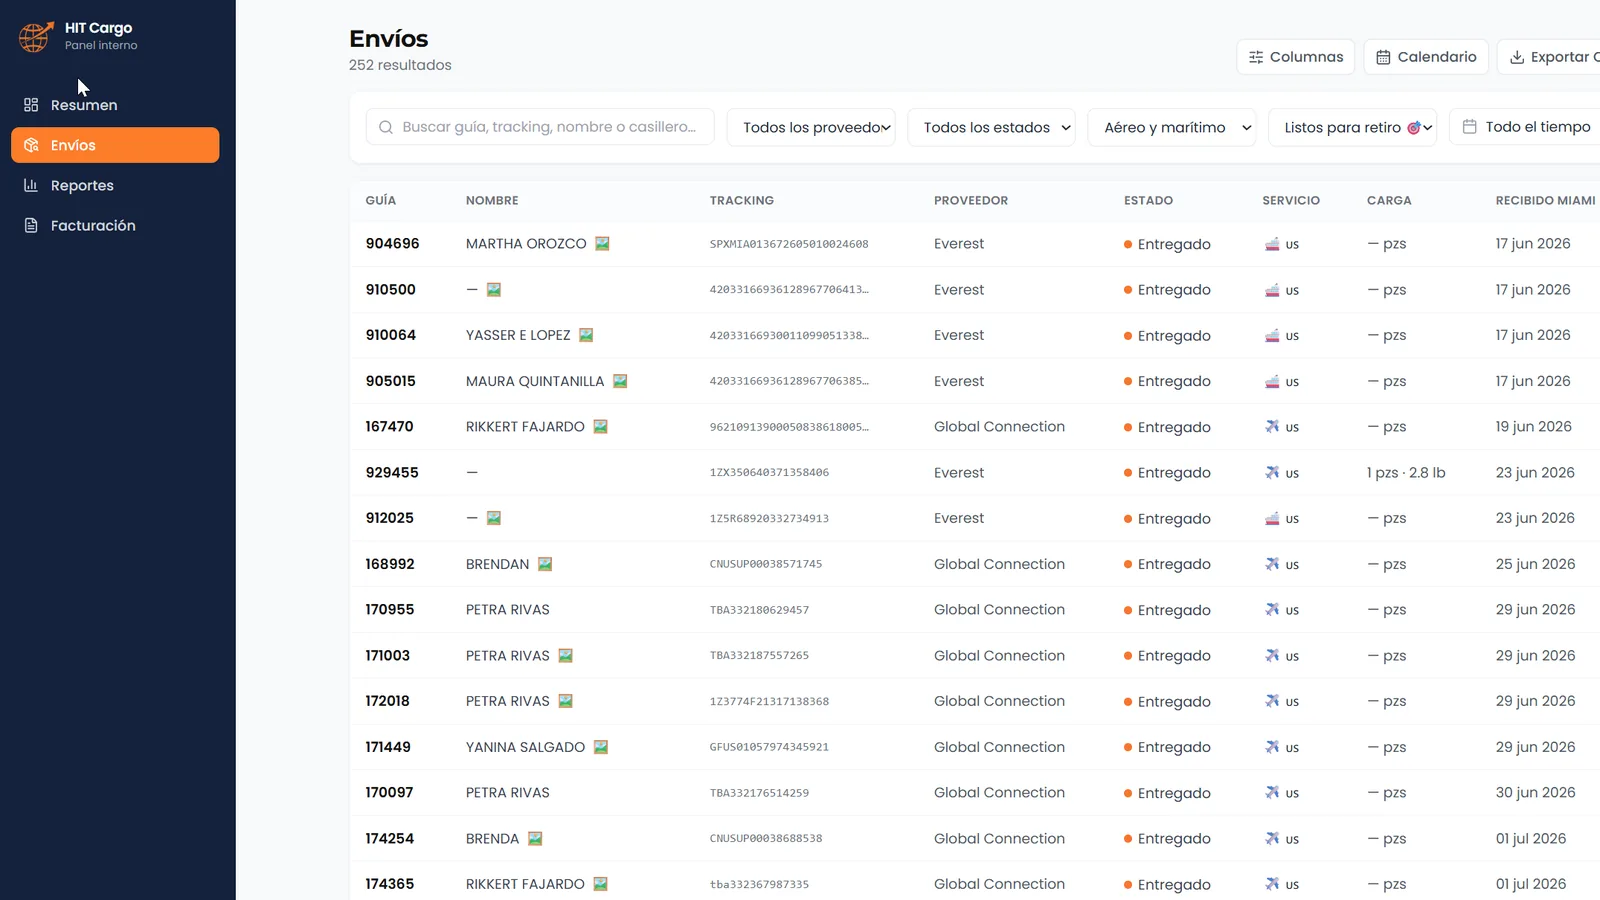 HIT Cargo
Panel interno
Resumen
Envíos
Reportes
Facturación
Envíos
252 resultados
Columnas
Calendario
Exportar C
Buscar guía, tracking, nombre o casillero...
Todos los proveedo
Todos los estados
Aéreo y marítimo
Listos para retiro 🎯
Todo el tiempo
GUÍA NOMBRE TRACKING PROVEEDOR ESTADO SERVICIO CARGA RECIBIDO MIAMI
904696 MARTHA OROZCO SPXMIA013672605010024608 Everest Entregado US — pzs 17 jun 2026
910500 — 42033166936128967706413… Everest Entregado US — pzs 17 jun 2026
910064 YASSER E LOPEZ 42033166930011099051338… Everest Entregado US — pzs 17 jun 2026
905015 MAURA QUINTANILLA 42033166936128967706385… Everest Entregado US — pzs 17 jun 2026
167470 RIKKERT FAJARDO 96210913900050838618005… Global Connection Entregado US — pzs 19 jun 2026
929455 — 1ZX350640371358406 Everest Entregado US 1 pzs · 2.8 lb 23 jun 2026
912025 — 1Z5R68920332734913 Everest Entregado US — pzs 23 jun 2026
168992 BRENDAN CNUSUP00038571745 Global Connection Entregado US — pzs 25 jun 2026
170955 PETRA RIVAS TBA332180629457 Global Connection Entregado US — pzs 29 jun 2026
171003 PETRA RIVAS TBA332187557265 Global Connection Entregado US — pzs 29 jun 2026
172018 PETRA RIVAS 1Z3774F21317138368 Global Connection Entregado US — pzs 29 jun 2026
171449 YANINA SALGADO GFUS01057974345921 Global Connection Entregado US — pzs 29 jun 2026
170097 PETRA RIVAS TBA332176514259 Global Connection Entregado US — pzs 30 jun 2026
174254 BRENDA CNUSUP00038688538 Global Connection Entregado US — pzs 01 jul 2026
174365 RIKKERT FAJARDO tba332367987335 Global Connection Entregado US — pzs 01 jul 2026